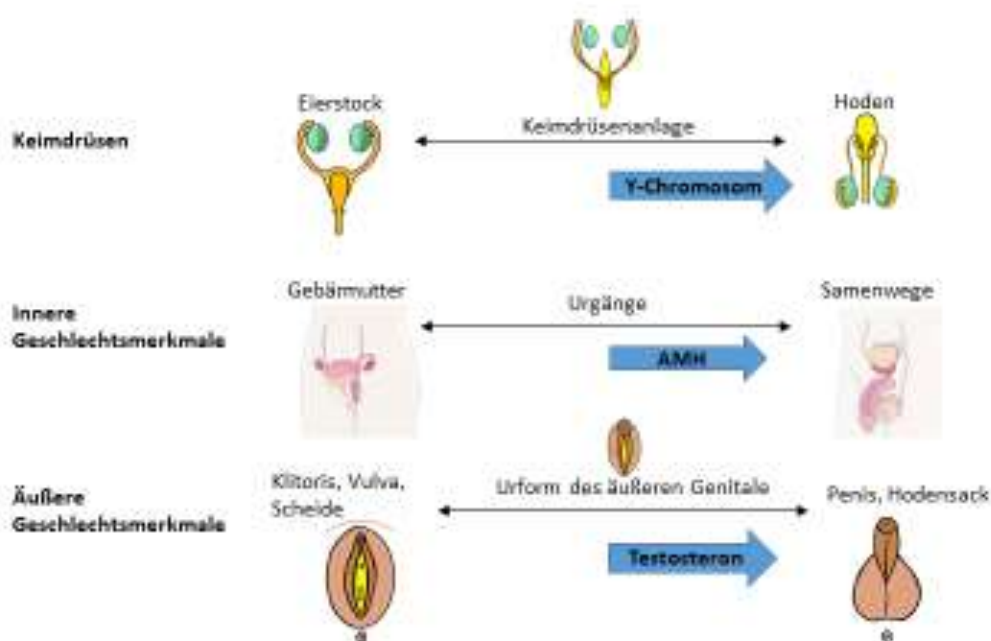 Eierstock
Hoden
Keimdrüsen
Keimdrüsenanlage
Y-Chromosom
Gebärmutter
Samenwege
Innere
Geschlechtsmerkmale
Urgänge
AMH
Klitoris, Vulva,
Scheide
Äußere
Geschlechtsmerkmale
Urform des äußeren Genitale
Penis, Hodensack
Testosteron